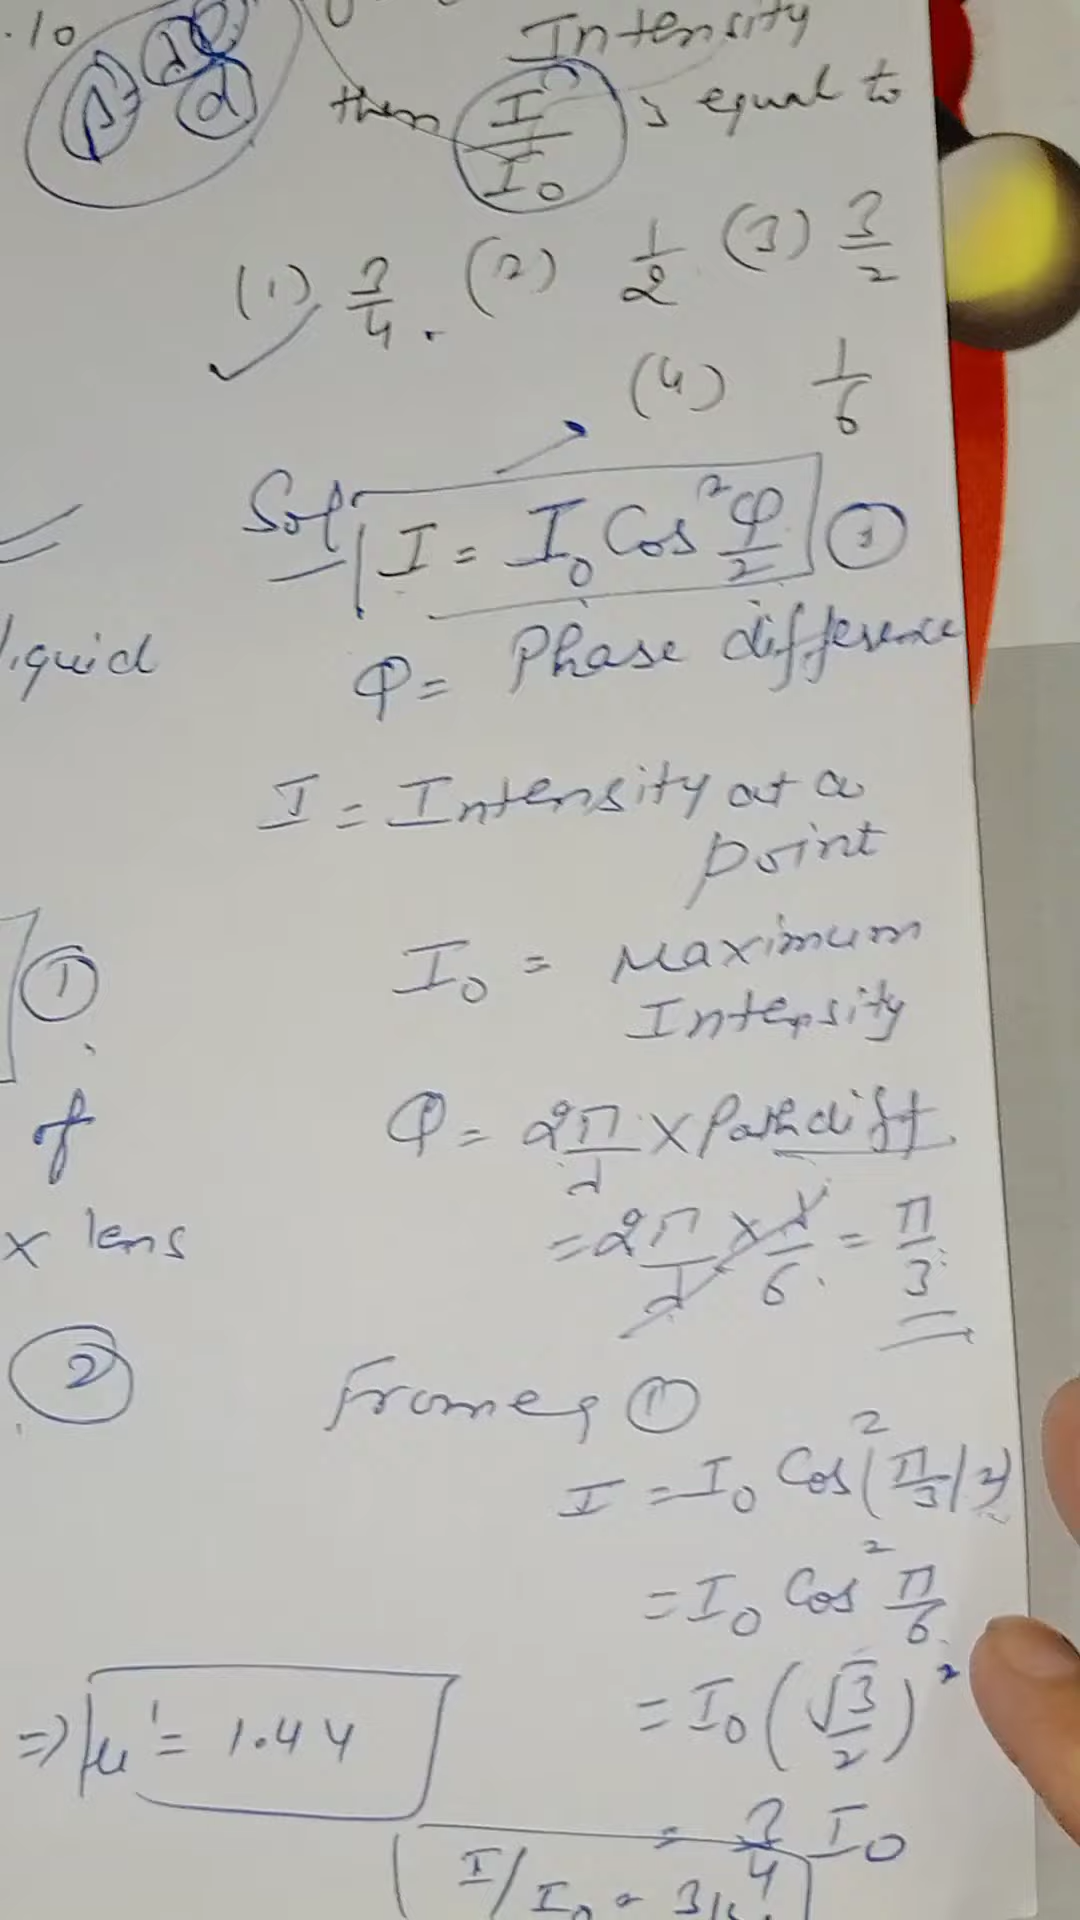 .10
β = λD/d
Intensity
then I/I₀ is equal to
(1) 3/4. (2) 1/2 (3) 3/2
(4) 1/6
Sol
I = I₀ Cos² φ/2 ①
φ = Phase difference
I = Intensity at a
point
I₀ = Maximum
Intensity
φ = 2π/λ × Path diff
= 2π/λ × λ/6 = π/3
From eq ①
I = I₀ Cos² (π/3/2)
= I₀ Cos² π/6
= I₀ (√3/2)²
= 3/4 I₀
I/I₀ = 3/4
liquid
①
of
x lens
②
⇒ μ' = 1.44